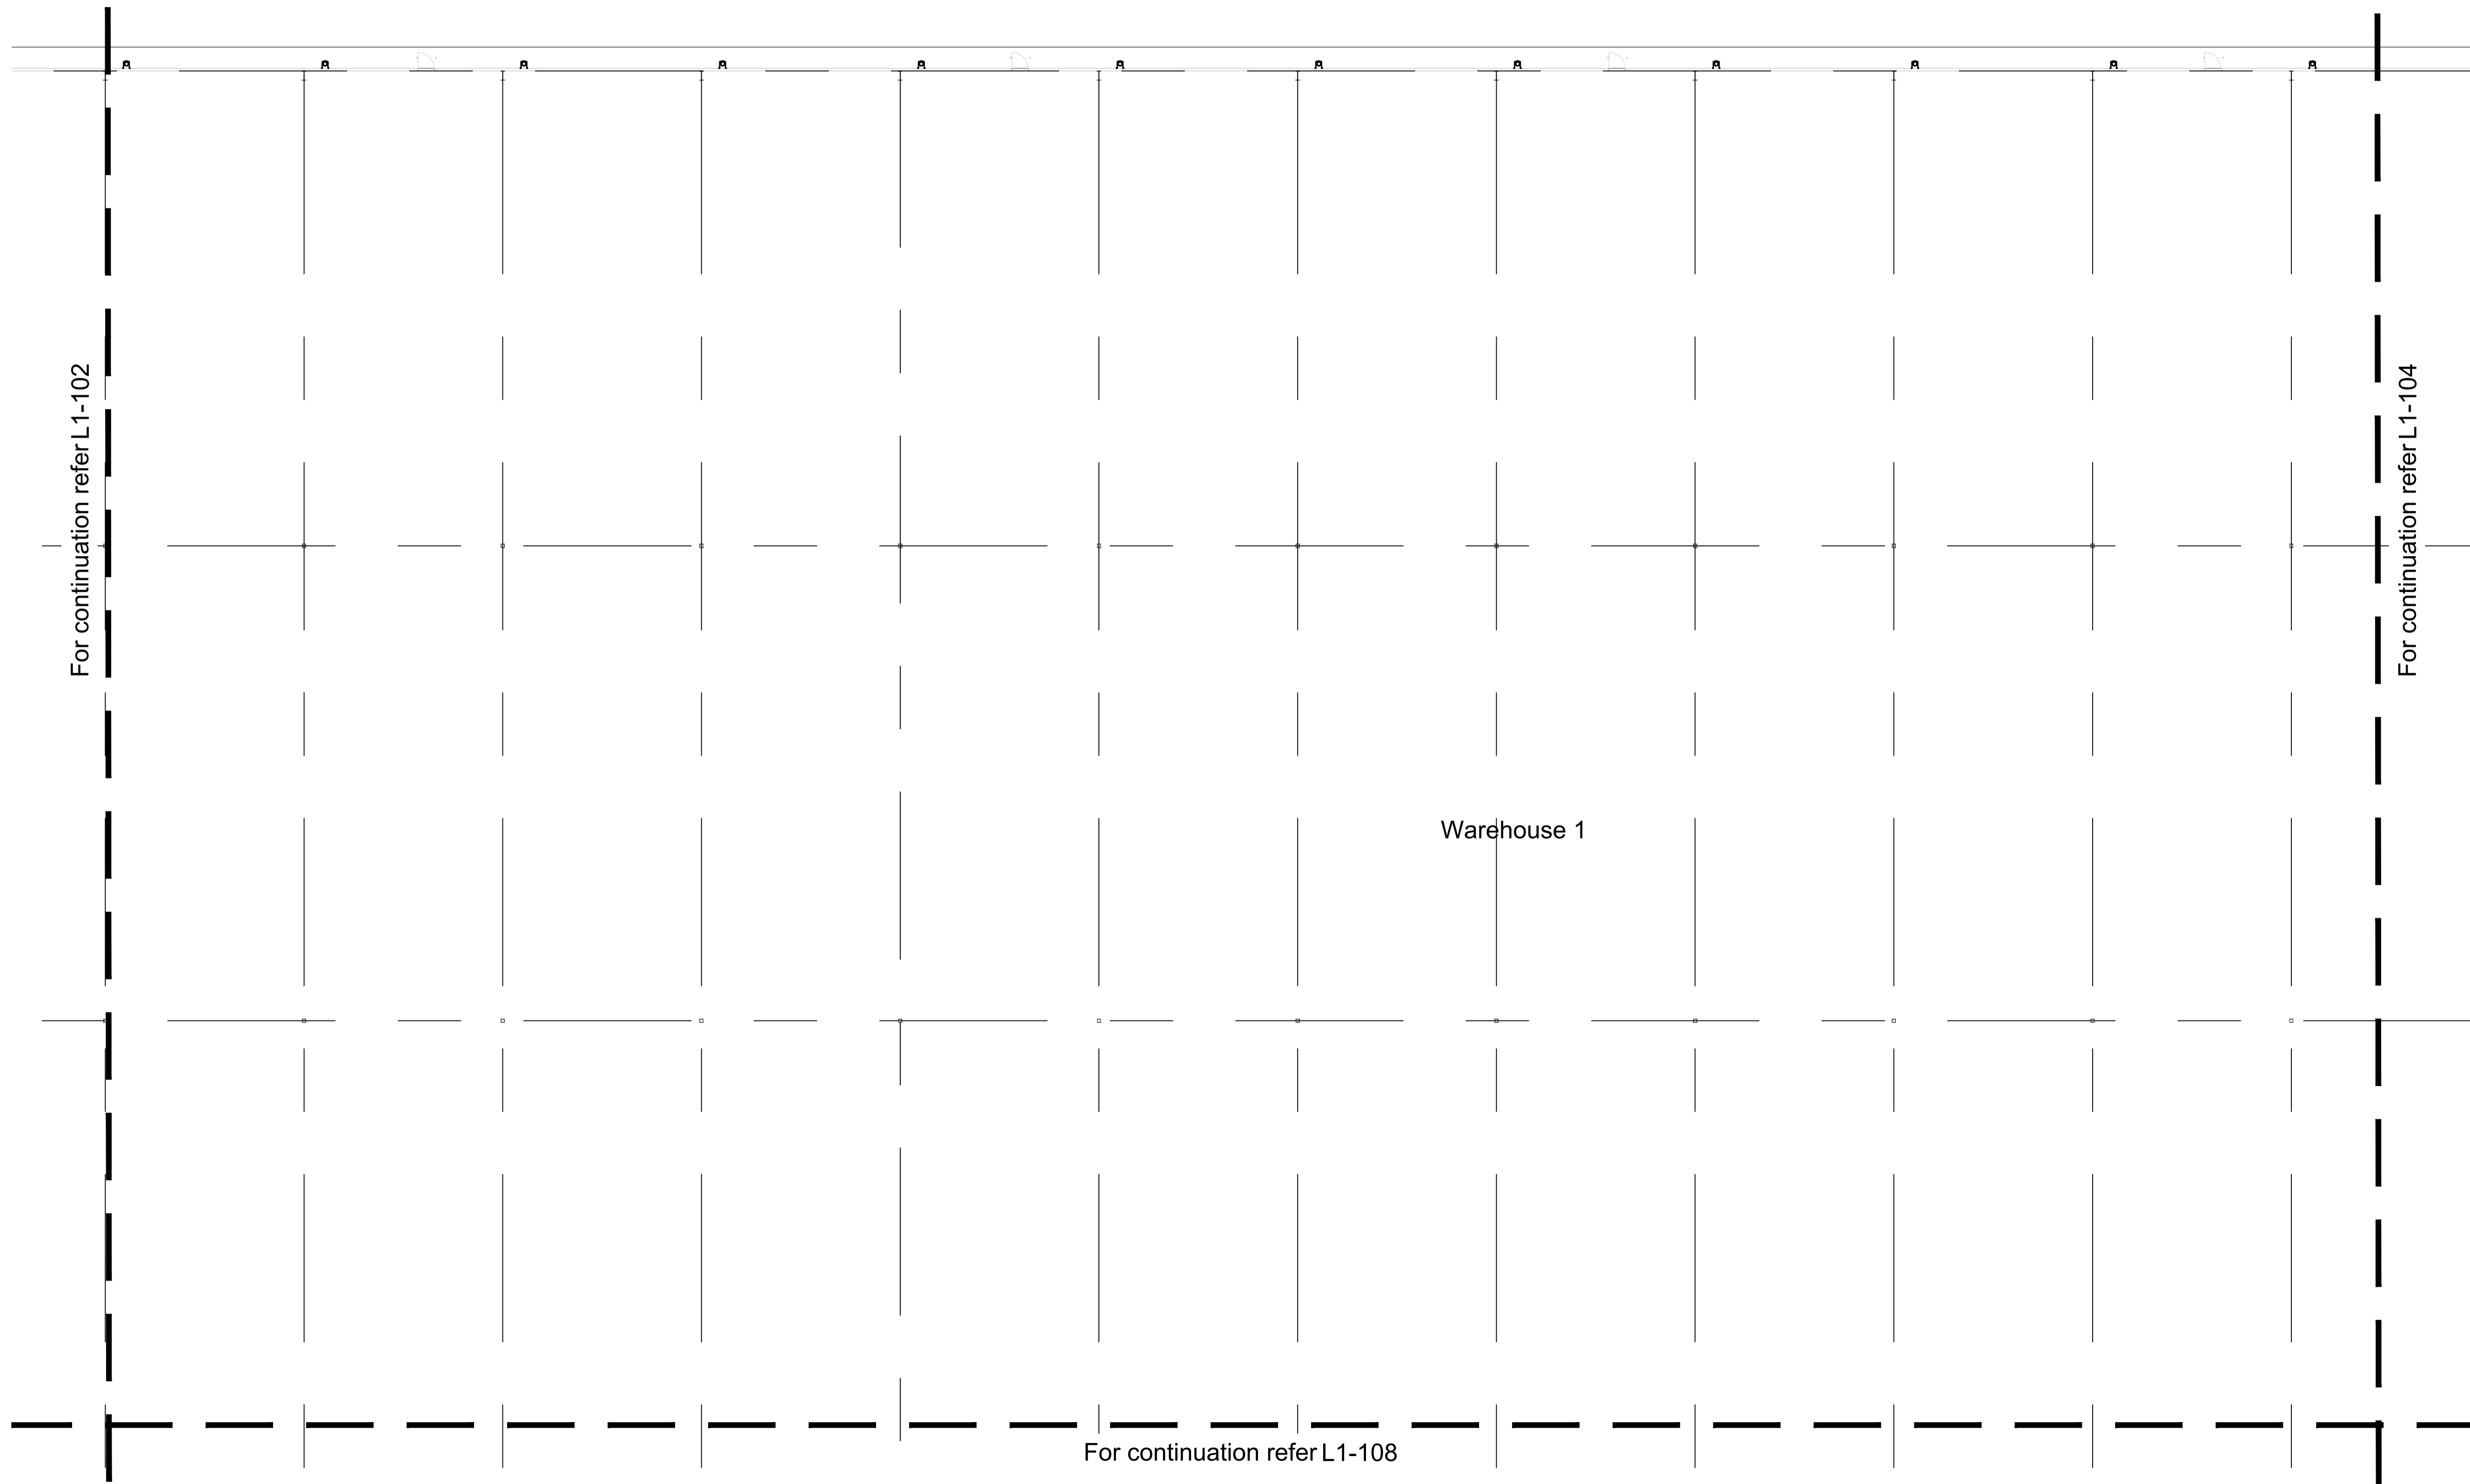 For continuation refer L1-102
For continuation refer L1-104
Warehouse 1
For continuation refer L1-108